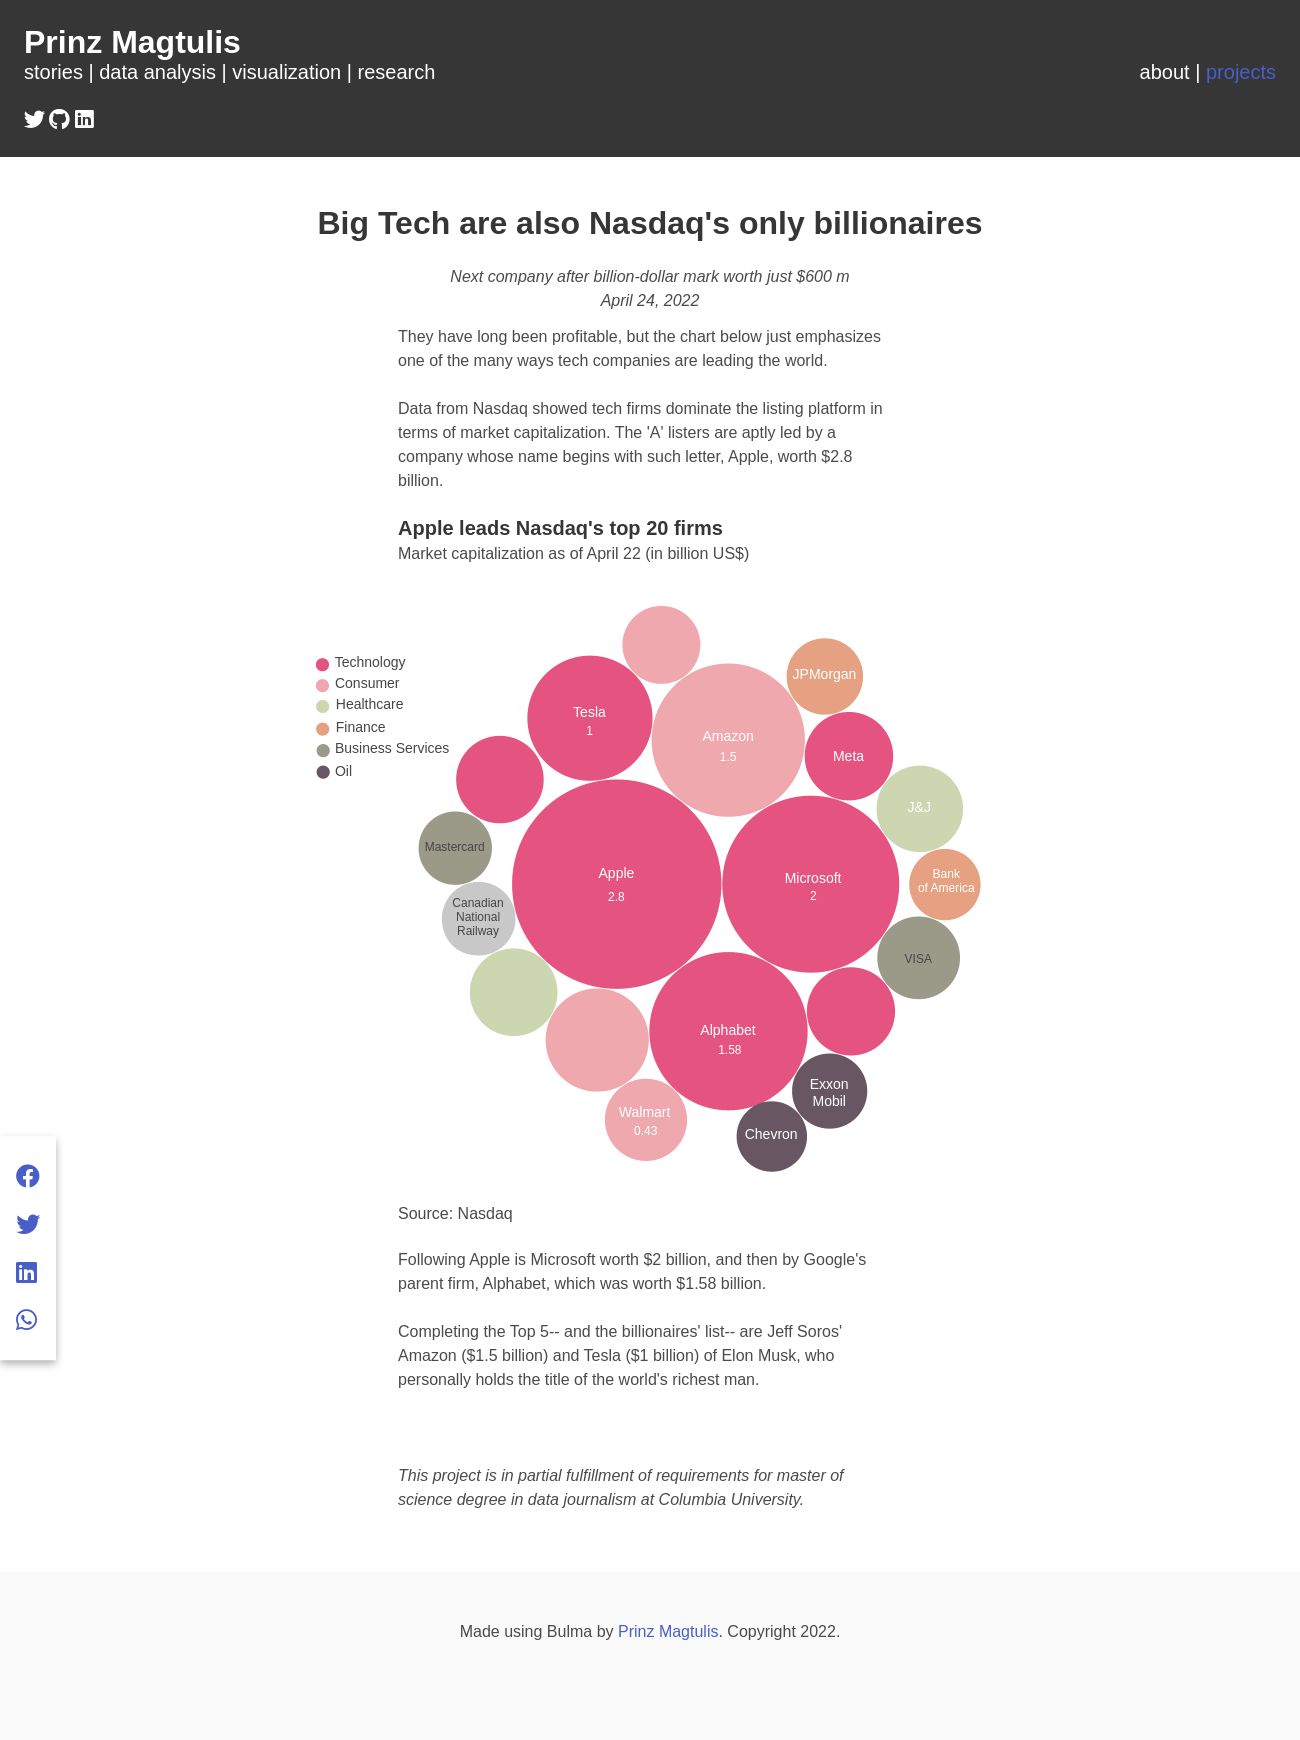 Prinz Magtulis
stories | data analysis | visualization | research
about | projects
Big Tech are also Nasdaq's only billionaires
Next company after billion-dollar mark worth just $600 m
April 24, 2022
They have long been profitable, but the chart below just emphasizes
one of the many ways tech companies are leading the world.
Data from Nasdaq showed tech firms dominate the listing platform in
terms of market capitalization. The 'A' listers are aptly led by a
company whose name begins with such letter, Apple, worth $2.8
billion.
Apple leads Nasdaq's top 20 firms
Market capitalization as of April 22 (in billion US$)
Technology
Consumer
Healthcare
Finance
Business Services
Oil
JPMorgan
Tesla
1
Amazon
1.5
Meta
J&J
Mastercard
Apple
2.8
Microsoft
2
Bank
of America
Canadian
National
Railway
VISA
Alphabet
1.58
Exxon
Mobil
Walmart
0.43
Chevron
Source: Nasdaq
Following Apple is Microsoft worth $2 billion, and then by Google's
parent firm, Alphabet, which was worth $1.58 billion.
Completing the Top 5-- and the billionaires' list-- are Jeff Soros'
Amazon ($1.5 billion) and Tesla ($1 billion) of Elon Musk, who
personally holds the title of the world's richest man.
This project is in partial fulfillment of requirements for master of
science degree in data journalism at Columbia University.
Made using Bulma by Prinz Magtulis. Copyright 2022.